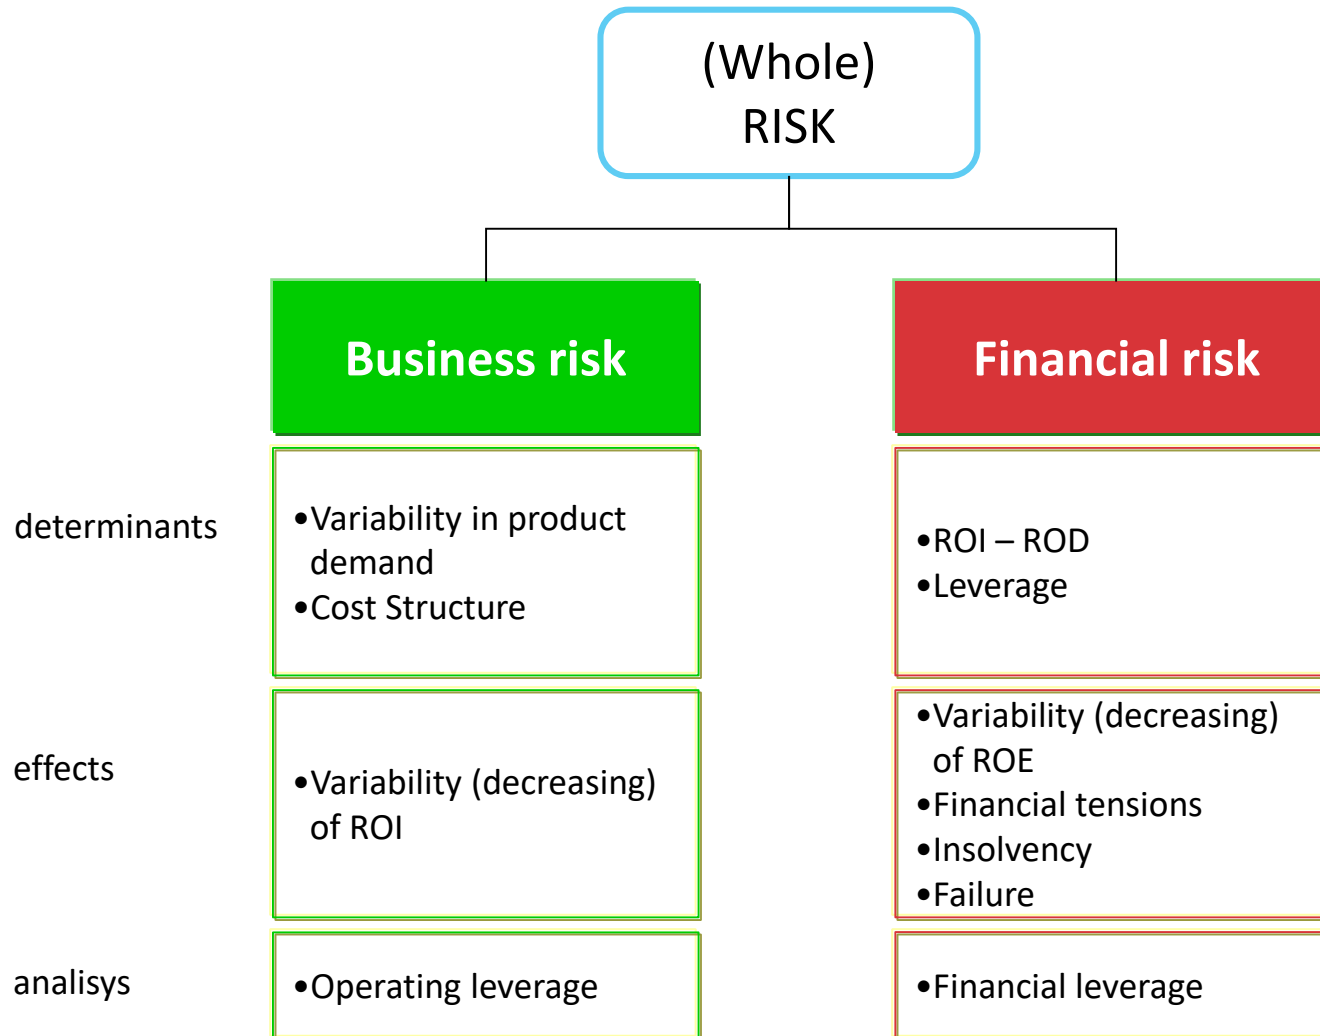 (Whole)
RISK
Business risk
Financial risk
determinants
•Variability in product
demand
•Cost Structure
•ROI – ROD
•Leverage
effects
•Variability (decreasing)
of ROI
•Variability (decreasing)
of ROE
•Financial tensions
•Insolvency
•Failure
analisys
•Operating leverage
•Financial leverage